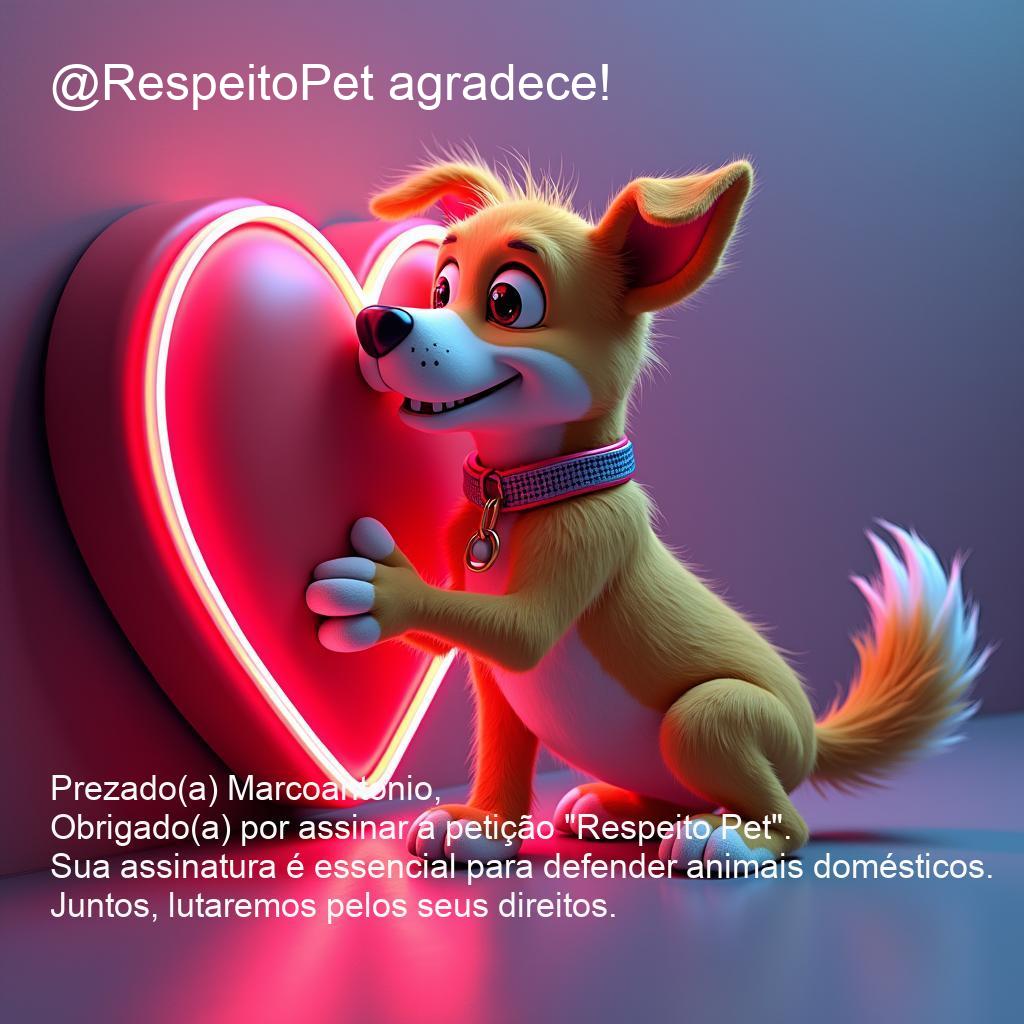 @RespeitoPet agradece!
Prezado(a) Marcoantonio,
Obrigado(a) por assinar a petição "Respeito Pet".
Sua assinatura é essencial para defender animais domésticos.
Juntos, lutaremos pelos seus direitos.